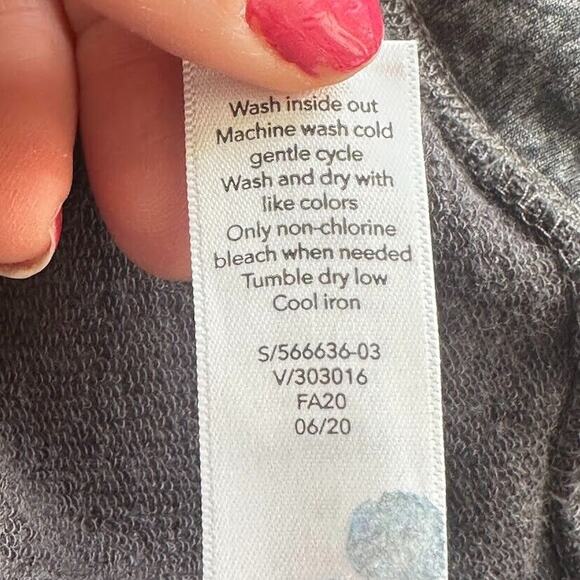 Wash inside out
Machine wash cold
gentle cycle
Wash and dry with
like colors
Only non-chlorine
bleach when needed
Tumble dry low
Cool iron
S/566636-03
V/303016
FA20
06/20